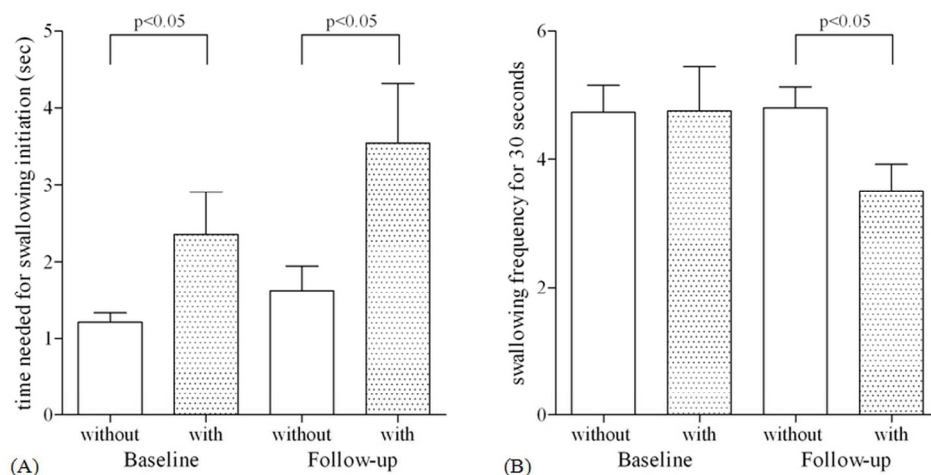 p<0.05 p<0.05
5
4
3
2
1
0
time needed for swallowing initiation (sec)
without with without with
Baseline Follow-up
(A)
p<0.05
6
4
2
0
swallowing frequency for 30 seconds
without with without with
Baseline Follow-up
(B)